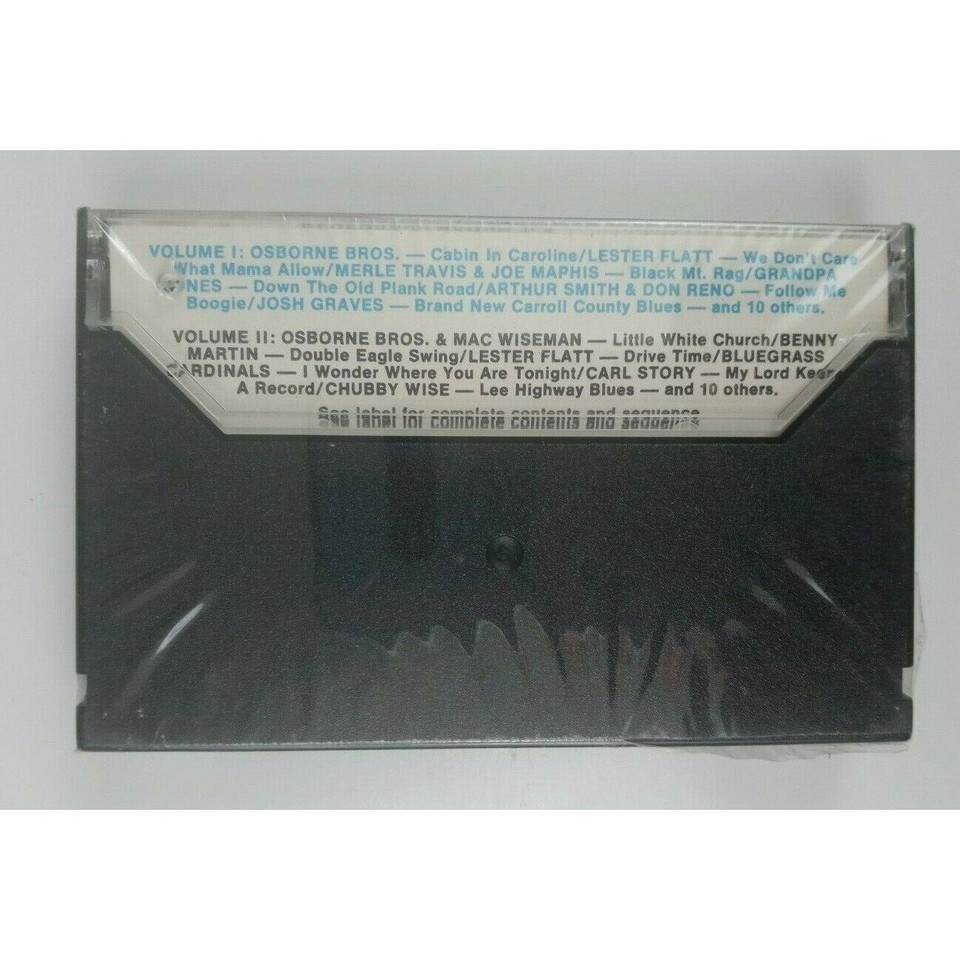 VOLUME I: OSBORNE BROS. — Cabin In Caroline/LESTER FLATT — We Don't Care
What Mama Allow/MERLE TRAVIS & JOE MAPHIS — Black Mt. Rag/GRANDPA
JONES — Down The Old Plank Road/ARTHUR SMITH & DON RENO — Follow Me
Boogie/JOSH GRAVES — Brand New Carroll County Blues — and 10 others.
VOLUME II: OSBORNE BROS. & MAC WISEMAN — Little White Church/BENNY
MARTIN — Double Eagle Swing/LESTER FLATT — Drive Time/BLUEGRASS
CARDINALS — I Wonder Where You Are Tonight/CARL STORY — My Lord Keeps
A Record/CHUBBY WISE — Lee Highway Blues — and 10 others.
See label for complete contents and sequence